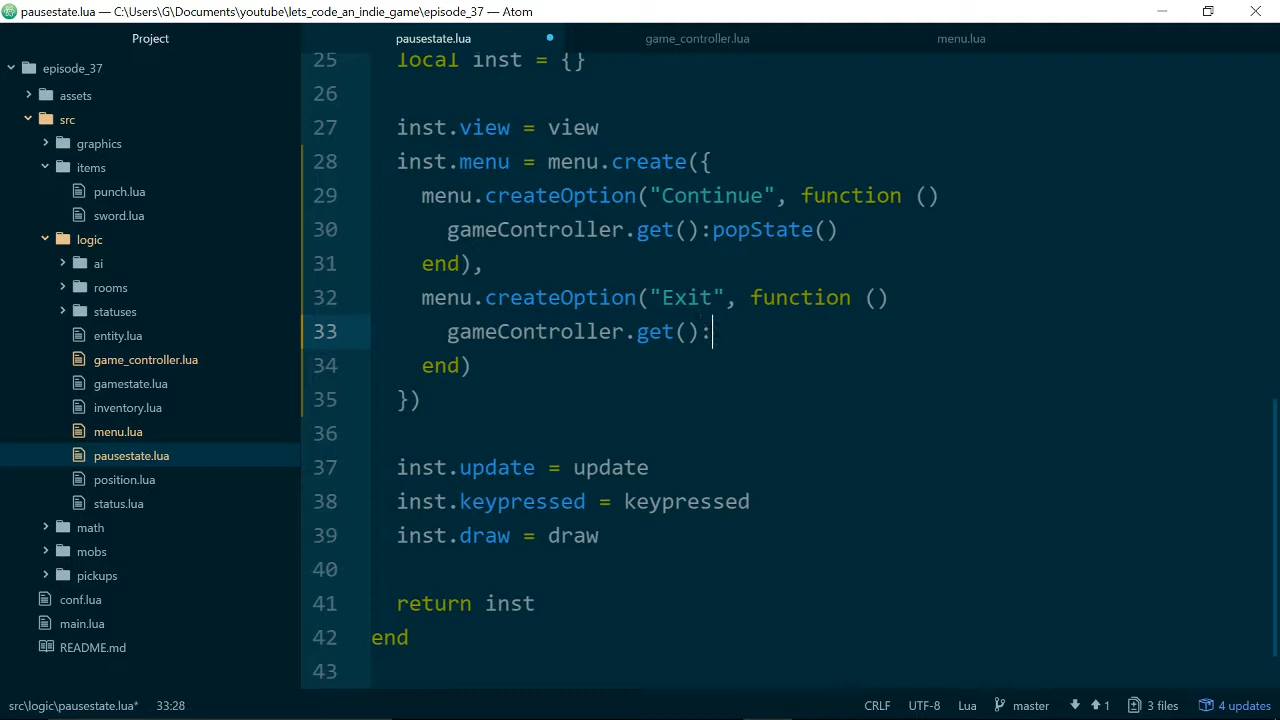 pausestate.lua — C:\Users\G\Documents\youtube\lets_code_an_indie_game\episode_37 — Atom
Project
pausestate.lua
game_controller.lua
menu.lua
episode_37
assets
src
graphics
items
punch.lua
sword.lua
logic
ai
rooms
statuses
entity.lua
game_controller.lua
gamestate.lua
inventory.lua
menu.lua
pausestate.lua
position.lua
status.lua
math
mobs
pickups
conf.lua
main.lua
README.md
25 local inst = {}
26
27 inst.view = view
28 inst.menu = menu.create({
29 menu.createOption("Continue", function ()
30 gameController.get():popState()
31 end),
32 menu.createOption("Exit", function ()
33 gameController.get():
34 end)
35 })
36
37 inst.update = update
38 inst.keypressed = keypressed
39 inst.draw = draw
40
41 return inst
42 end
43
src\logic\pausestate.lua* 33:28 CRLF UTF-8 Lua master 1 3 files 4 updates